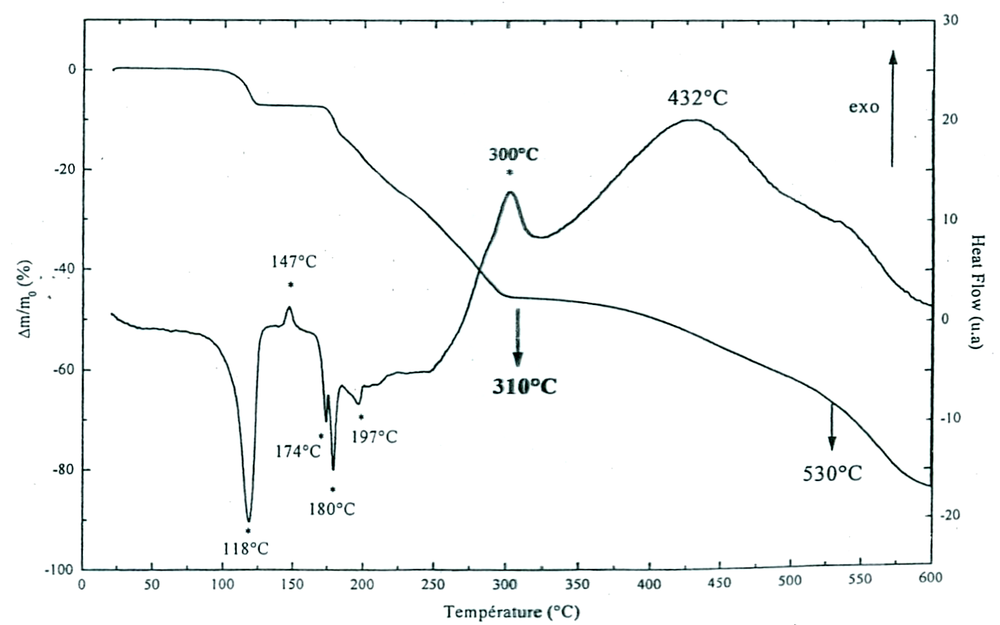 30
0
432°C
exo
20
-20
300°C
*
10
147°C
*
-40
Δm/m0 (%)
0
Heat Flow (u.a)
-60
310°C
*
197°C
-10
*
174°C
530°C
-80
*
180°C
-20
*
118°C
-100
0 50 100 150 200 250 300 350 400 450 500 550 600
Température (°C)